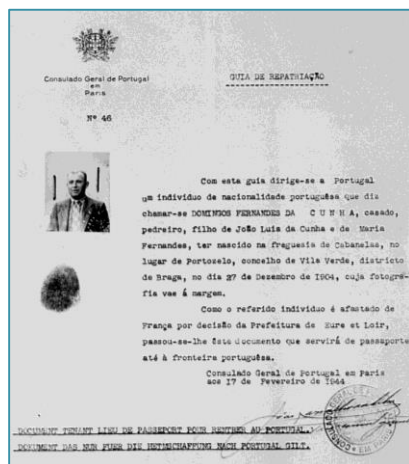 Consulado Geral de Portugal
em
Paris
Nº 46
GUIA DE REPATRIAÇÃO
Com esta guia dirige-se a Portugal
um individuo de nacionalidade portuguêsa que diz
chamar-se DOMINGOS FERNANDES DA C U N H A, casado,
pedreiro, filho de João Luis da Cunha e de Maria
Fernandes, ter nascido na freguesia de Cabanelas, no
lugar de Portozelo, concelho de Vila Verde, districto
de Braga, no dia 27 de Dezembro de 1904, cuja fotogra-
fia vae á margem.
Como o referido individuo é afastado de
França por decisão da Prefeitura de Eure et Loir,
passou-se-lhe êste documento que servirá de passaporte
até à fronteira portuguêsa.
Consulado Geral de Portugal em Paris
aos 17 de Fevereiro de 1944
DOCUMENT TENANT LIEU DE PASSEPORT POUR RENTRER AU PORTUGAL.
DOKUMENT DAS NUR FUER DIE HEIMSCHAFFUNG NACH PORTUGAL GILT.